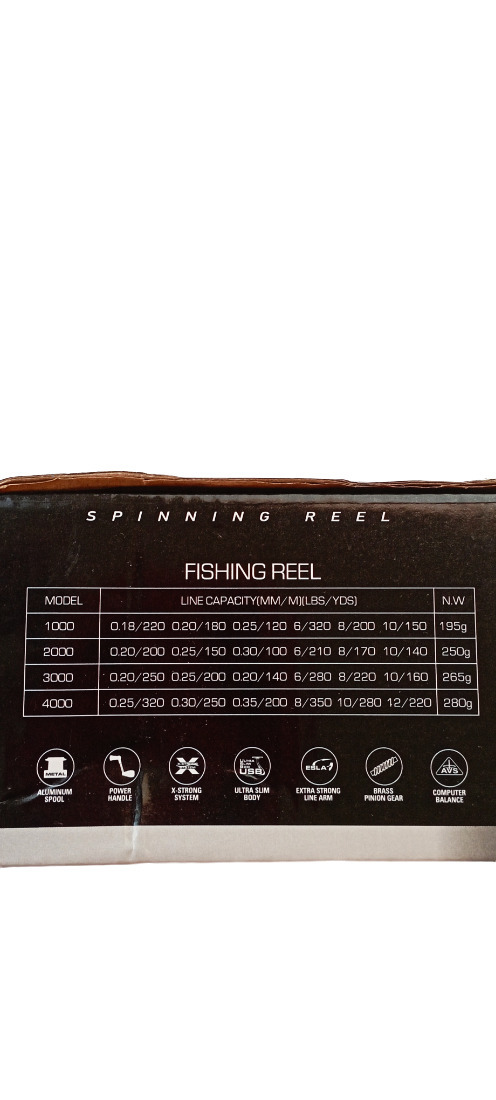 SPINNING REEL
FISHING REEL
MODEL LINE CAPACITY(MM/M)(LBS/YDS) N.W
1000 0.18/220 0.20/180 0.25/120 6/320 8/200 10/150 195g
2000 0.20/200 0.25/150 0.30/100 6/210 8/170 10/140 250g
3000 0.20/250 0.25/200 0.20/140 6/280 8/220 10/160 265g
4000 0.25/320 0.30/250 0.35/200 8/350 10/280 12/220 280g
METAL X USB ESLA AVS
ALUMINUM POWER X-STRONG ULTRA SLIM EXTRA STRONG BRASS COMPUTER
SPOOL HANDLE SYSTEM BODY LINE ARM PINION GEAR BALANCE